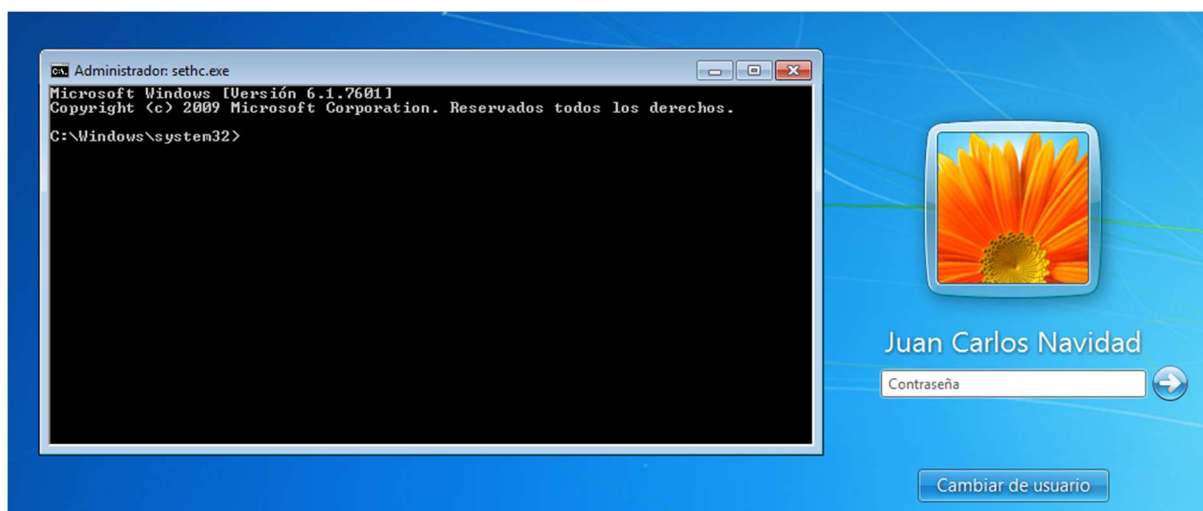 Administrador: sethc.exe
Microsoft Windows [Versión 6.1.7601]
Copyright (c) 2009 Microsoft Corporation. Reservados todos los derechos.
C:\Windows\system32>
Juan Carlos Navidad
Contraseña
Cambiar de usuario